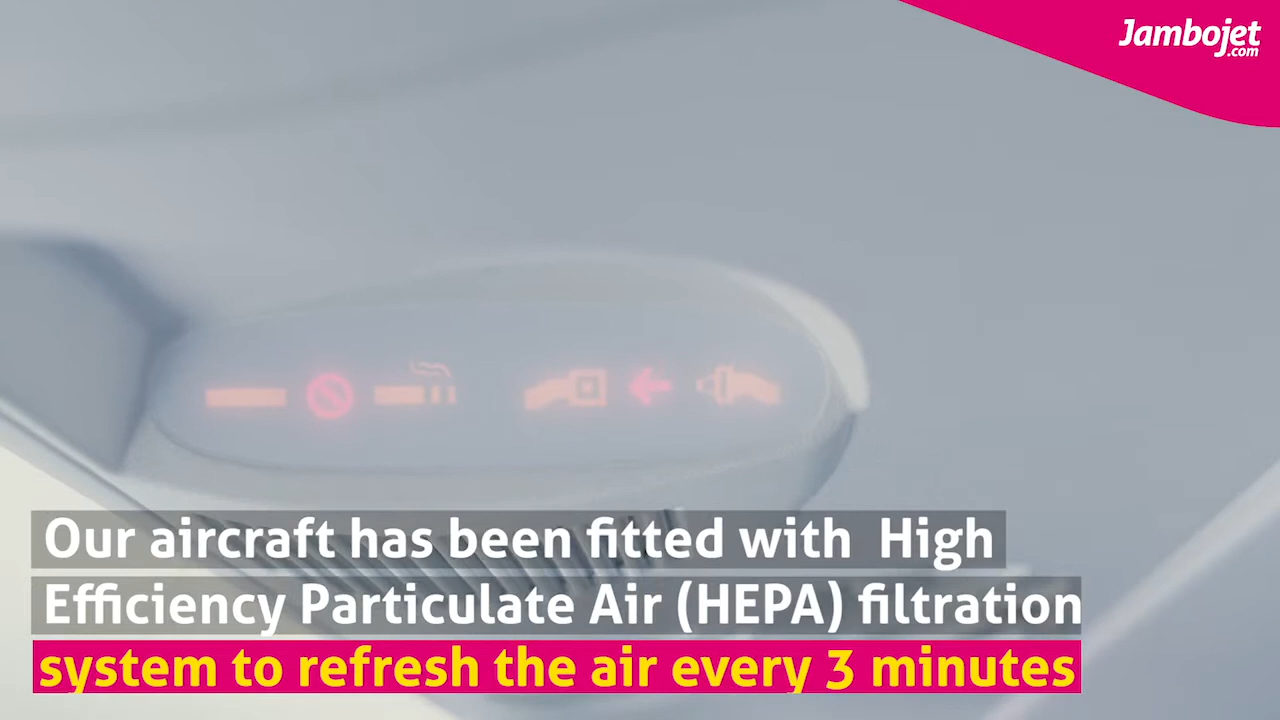 Jambojet
.com
Our aircraft has been fitted with  High
Efficiency Particulate Air (HEPA) filtration
system to refresh the air every 3 minutes